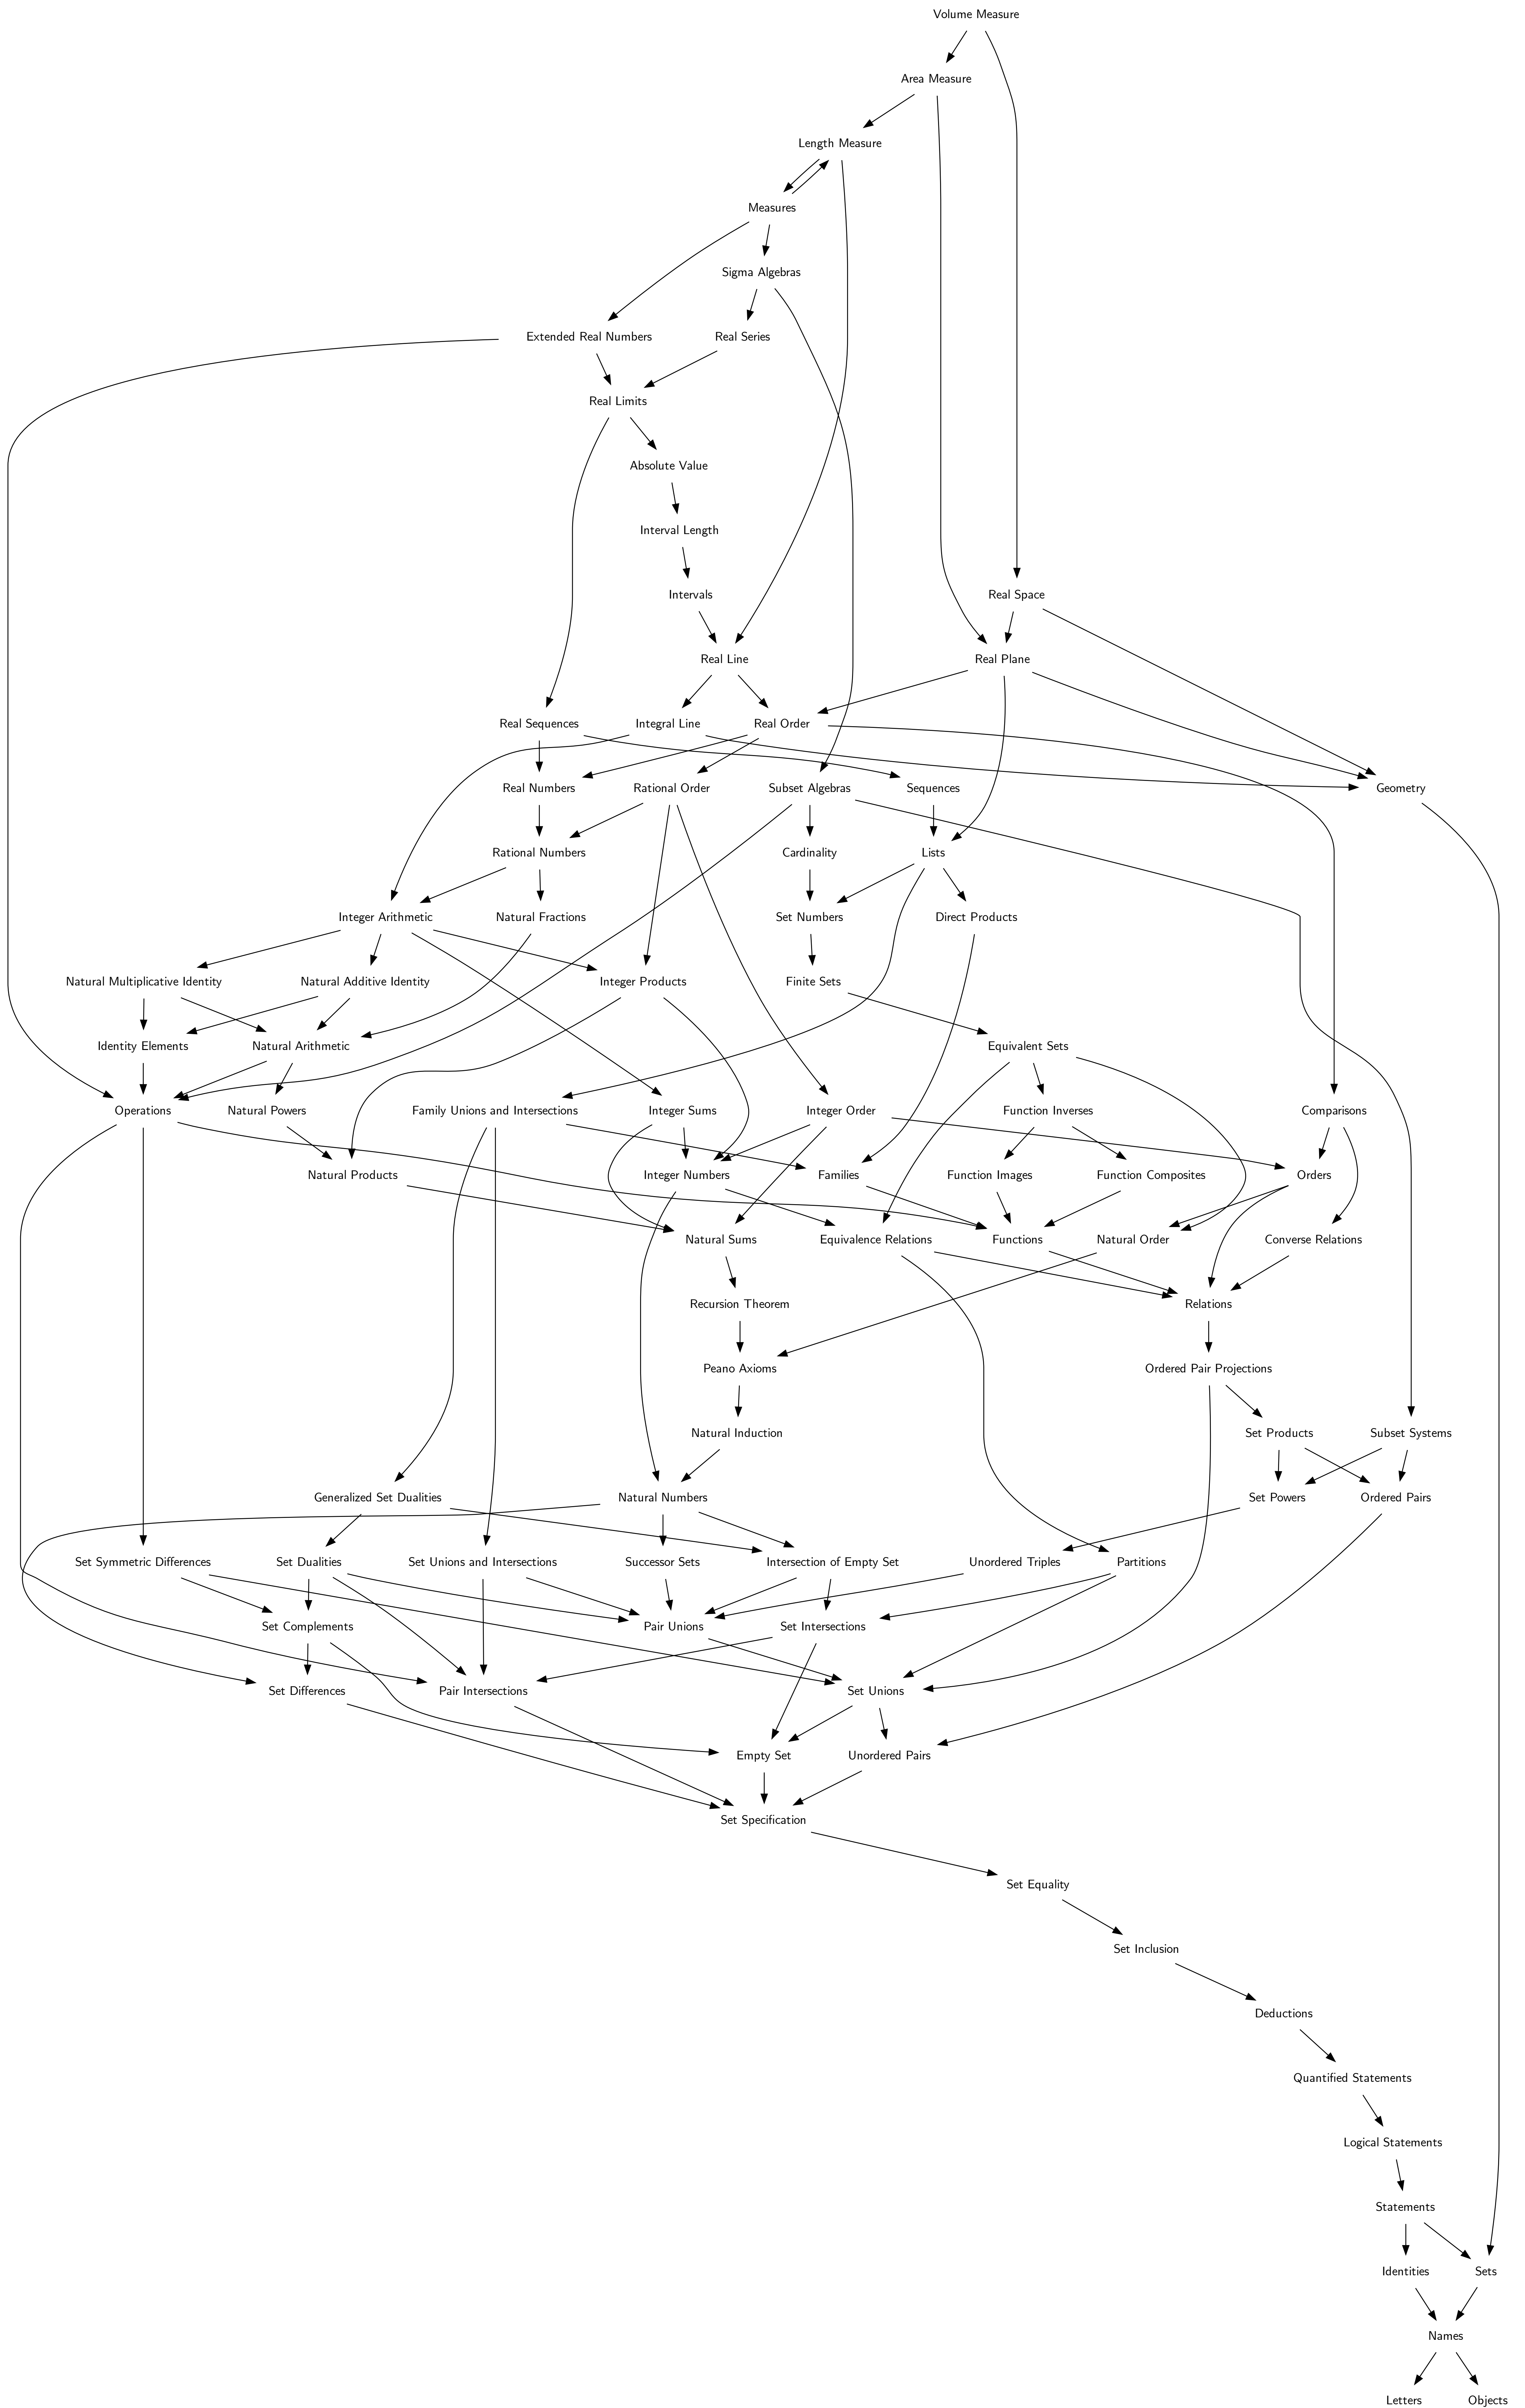 Volume Measure
Area Measure
Length Measure
Measures
Sigma Algebras
Extended Real Numbers
Real Series
Real Limits
Absolute Value
Interval Length
Intervals
Real Space
Real Line
Real Plane
Real Sequences
Integral Line
Real Order
Real Numbers
Rational Order
Subset Algebras
Sequences
Geometry
Rational Numbers
Cardinality
Lists
Integer Arithmetic
Natural Fractions
Set Numbers
Direct Products
Natural Multiplicative Identity
Natural Additive Identity
Integer Products
Finite Sets
Identity Elements
Natural Arithmetic
Equivalent Sets
Operations
Natural Powers
Family Unions and Intersections
Integer Sums
Integer Order
Function Inverses
Comparisons
Natural Products
Integer Numbers
Families
Function Images
Function Composites
Orders
Natural Sums
Equivalence Relations
Functions
Natural Order
Converse Relations
Recursion Theorem
Relations
Peano Axioms
Ordered Pair Projections
Natural Induction
Set Products
Subset Systems
Generalized Set Dualities
Natural Numbers
Set Powers
Ordered Pairs
Set Symmetric Differences
Set Dualities
Set Unions and Intersections
Successor Sets
Intersection of Empty Set
Unordered Triples
Partitions
Set Complements
Pair Unions
Set Intersections
Set Differences
Pair Intersections
Set Unions
Empty Set
Unordered Pairs
Set Specification
Set Equality
Set Inclusion
Deductions
Quantified Statements
Logical Statements
Statements
Identities
Sets
Names
Letters
Objects